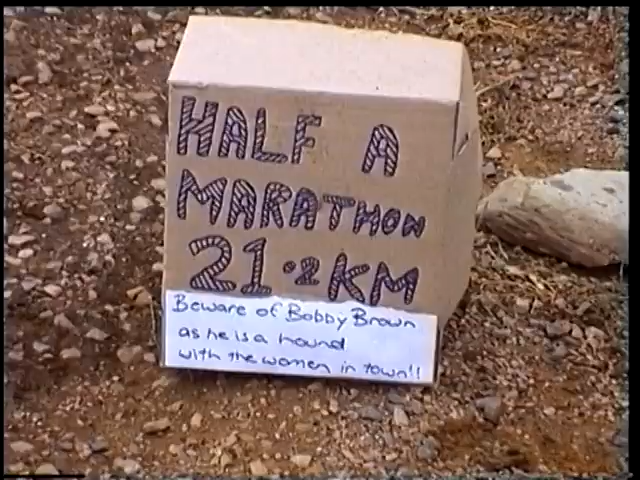 HALF A
MARATHON
21.2KM
Beware of Bobby Brown
as he is a hound
with the women in town!!